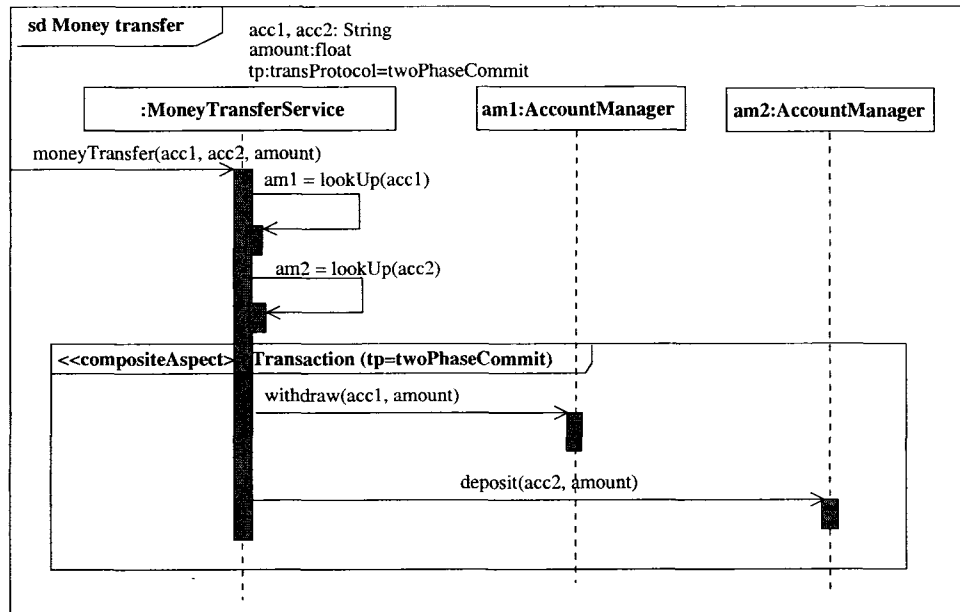 sd Money transfer
acc1, acc2: String
amount:float
tp:transProtocol=twoPhaseCommit
:MoneyTransferService
am1:AccountManager
am2:AccountManager
moneyTransfer(acc1, acc2, amount)
am1 = lookUp(acc1)
am2 = lookUp(acc2)
<<compositeAspect>> Transaction (tp=twoPhaseCommit)
withdraw(acc1, amount)
deposit(acc2, amount)